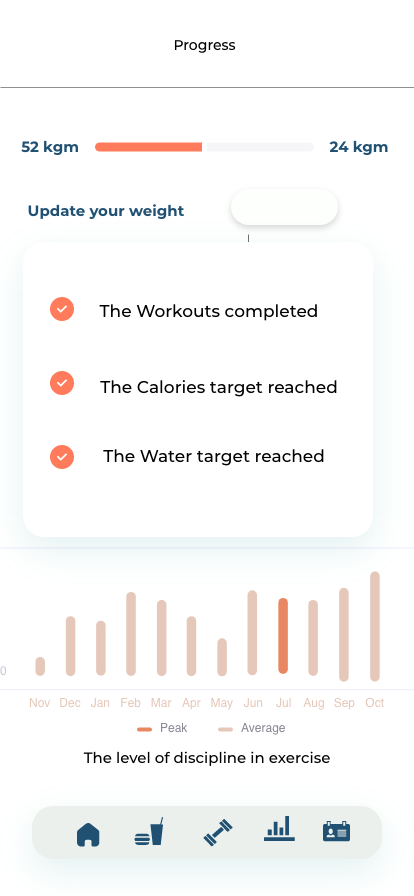 Progress
52 kgm 24 kgm
Update your weight
The Workouts completed
The Calories target reached
The Water target reached
0
Nov Dec Jan Feb Mar Apr May Jun Jul Aug Sep Oct
Peak Average
The level of discipline in exercise